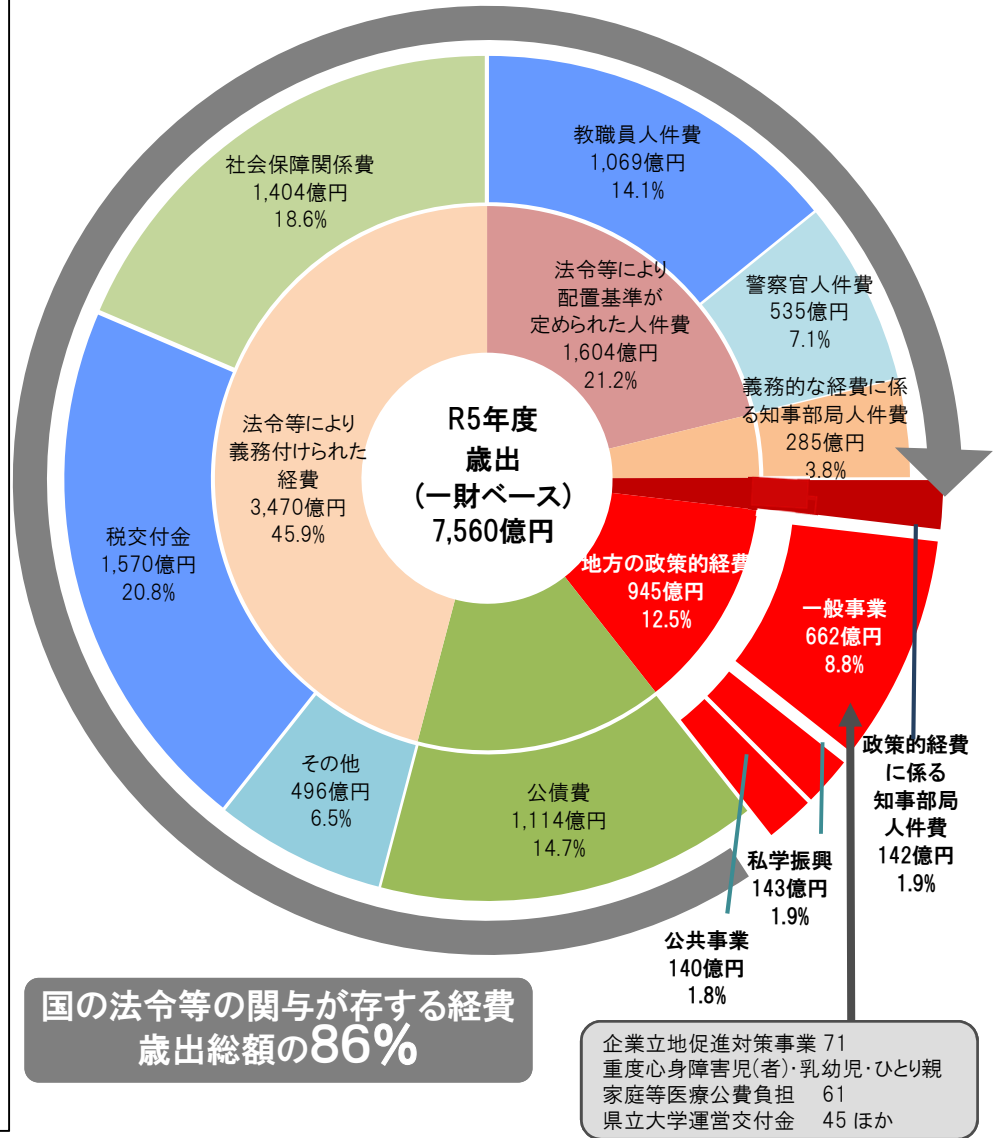 教職員人件費
1,069億円
14.1%
社会保障関係費
1,404億円
18.6%
警察官人件費
535億円
7.1%
法令等により
配置基準が
定められた人件費
1,604億円
21.2%
義務的な経費に係
る知事部局人件費
285億円
3.8%
法令等により
義務付けられた
経費
3,470億円
45.9%
R5年度
歳出
(一財ベース)
7,560億円
税交付金
1,570億円
20.8%
地方の政策的経費
945億円
12.5%
一般事業
662億円
8.8%
その他
496億円
6.5%
公債費
1,114億円
14.7%
政策的経費
に係る
知事部局
人件費
142億円
1.9%
私学振興
143億円
1.9%
公共事業
140億円
1.8%
国の法令等の関与が存する経費
歳出総額の86%
企業立地促進対策事業 71
重度心身障害児(者)・乳幼児・ひとり親
家庭等医療公費負担 61
県立大学運営交付金 45 ほか